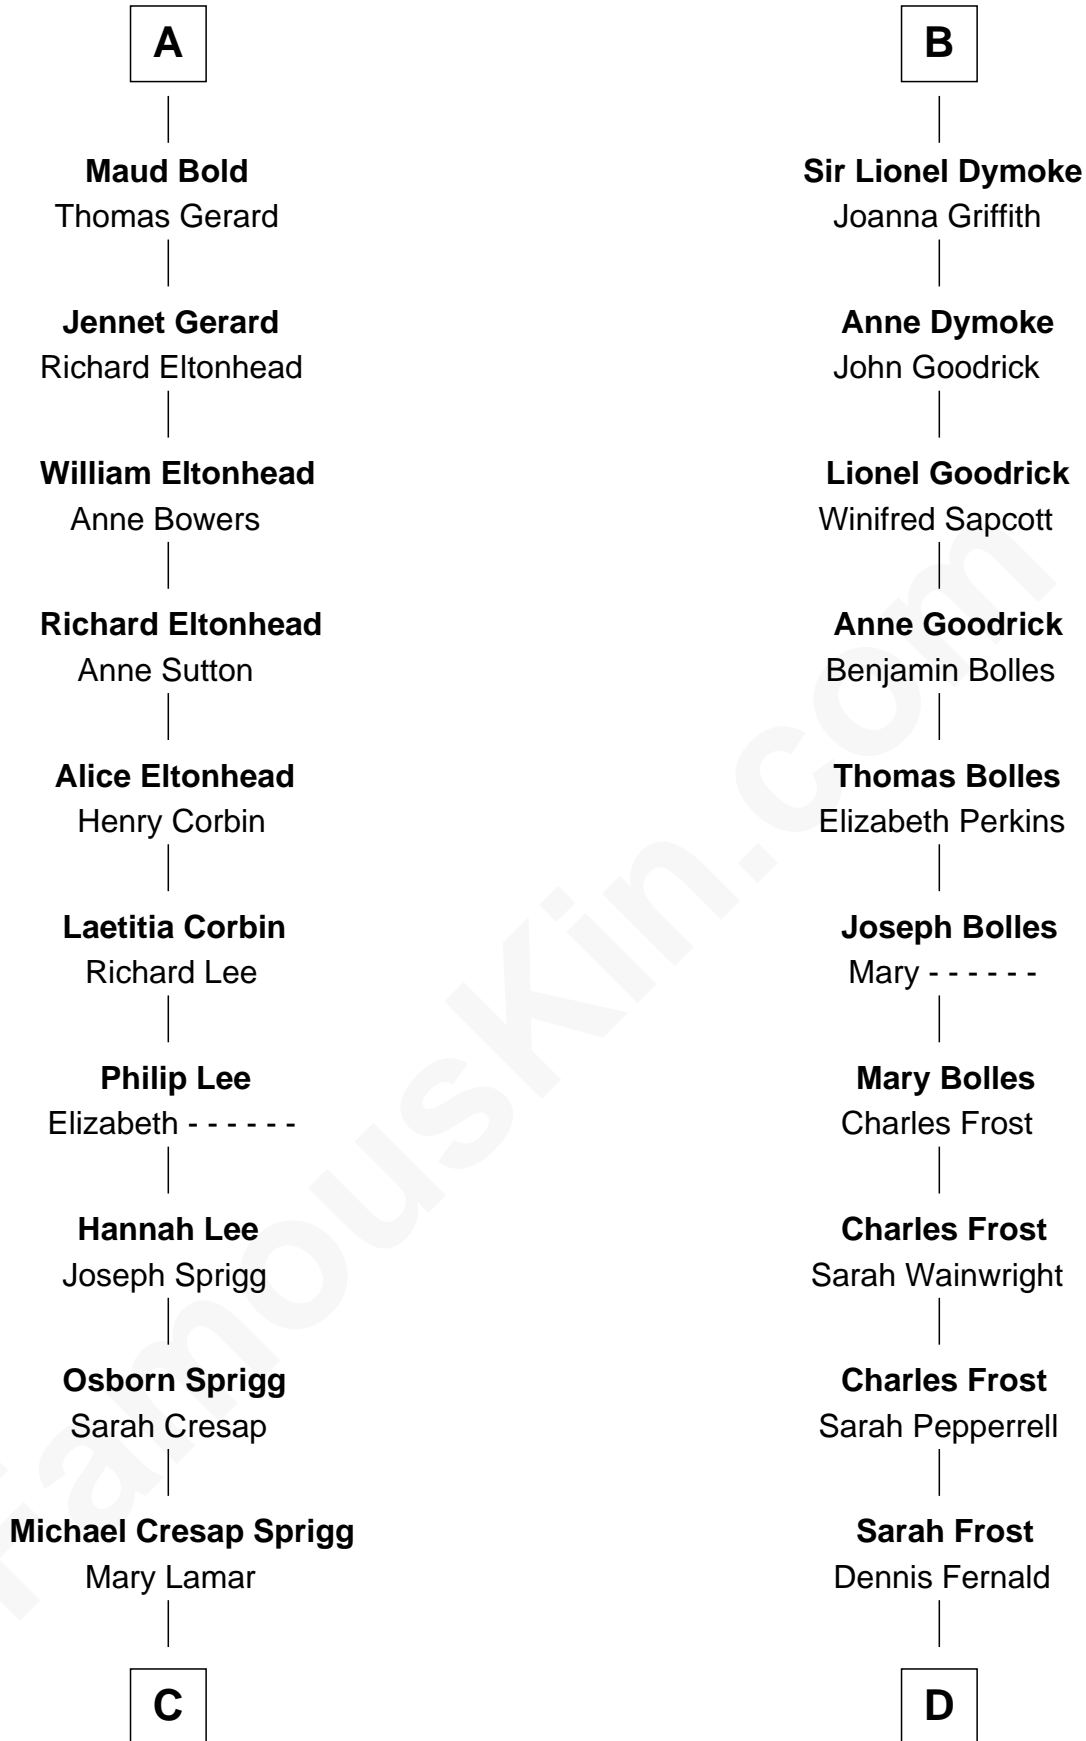 A
Maud Bold
Thomas Gerard
Jennet Gerard
Richard Eltonhead
William Eltonhead
Anne Bowers
Richard Eltonhead
Anne Sutton
Alice Eltonhead
Henry Corbin
Laetitia Corbin
Richard Lee
Philip Lee
Elizabeth - - - - - -
Hannah Lee
Joseph Sprigg
Osborn Sprigg
Sarah Cresap
Michael Cresap Sprigg
Mary Lamar
C
B
Sir Lionel Dymoke
Joanna Griffith
Anne Dymoke
John Goodrick
Lionel Goodrick
Winifred Sapcott
Anne Goodrick
Benjamin Bolles
Thomas Bolles
Elizabeth Perkins
Joseph Bolles
Mary - - - - - -
Mary Bolles
Charles Frost
Charles Frost
Sarah Wainwright
Charles Frost
Sarah Pepperrell
Sarah Frost
Dennis Fernald
D
FamousKin.com